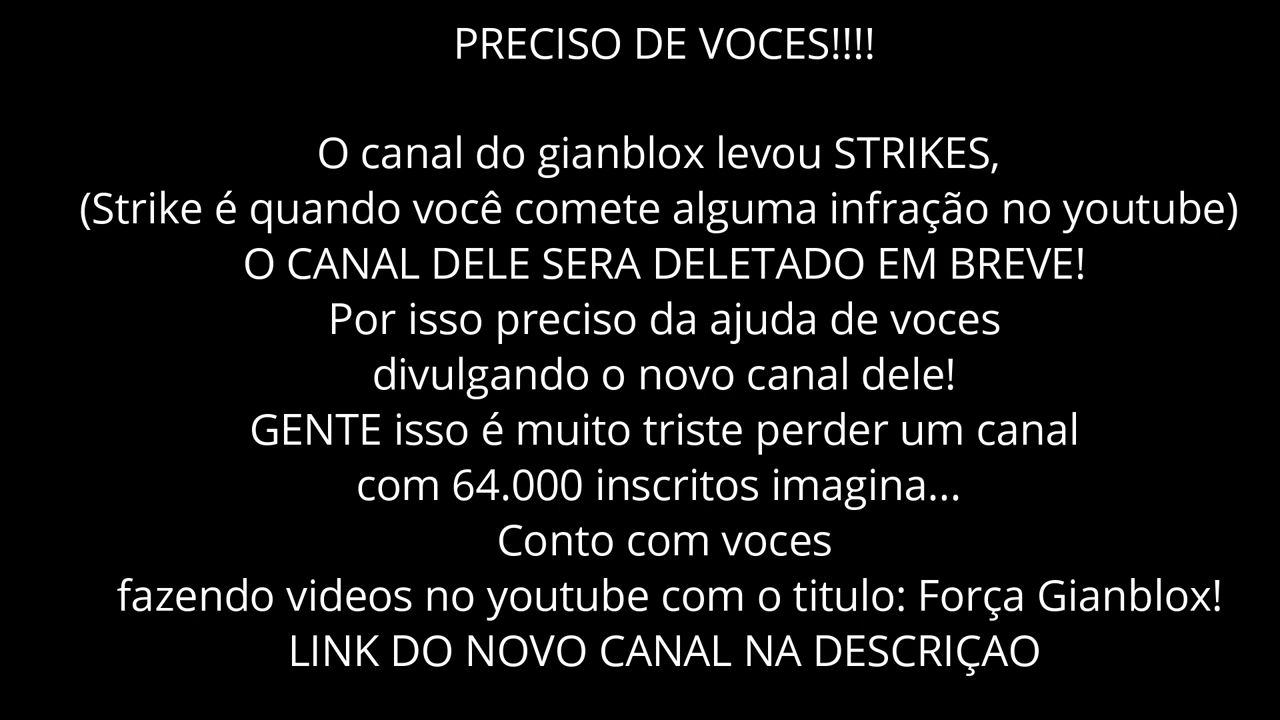 PRECISO DE VOCES!!!!
O canal do gianblox levou STRIKES,
(Strike é quando você comete alguma infração no youtube)
O CANAL DELE SERA DELETADO EM BREVE!
Por isso preciso da ajuda de voces
divulgando o novo canal dele!
GENTE isso é muito triste perder um canal
com 64.000 inscritos imagina...
Conto com voces
fazendo videos no youtube com o titulo: Força Gianblox!
LINK DO NOVO CANAL NA DESCRIÇAO